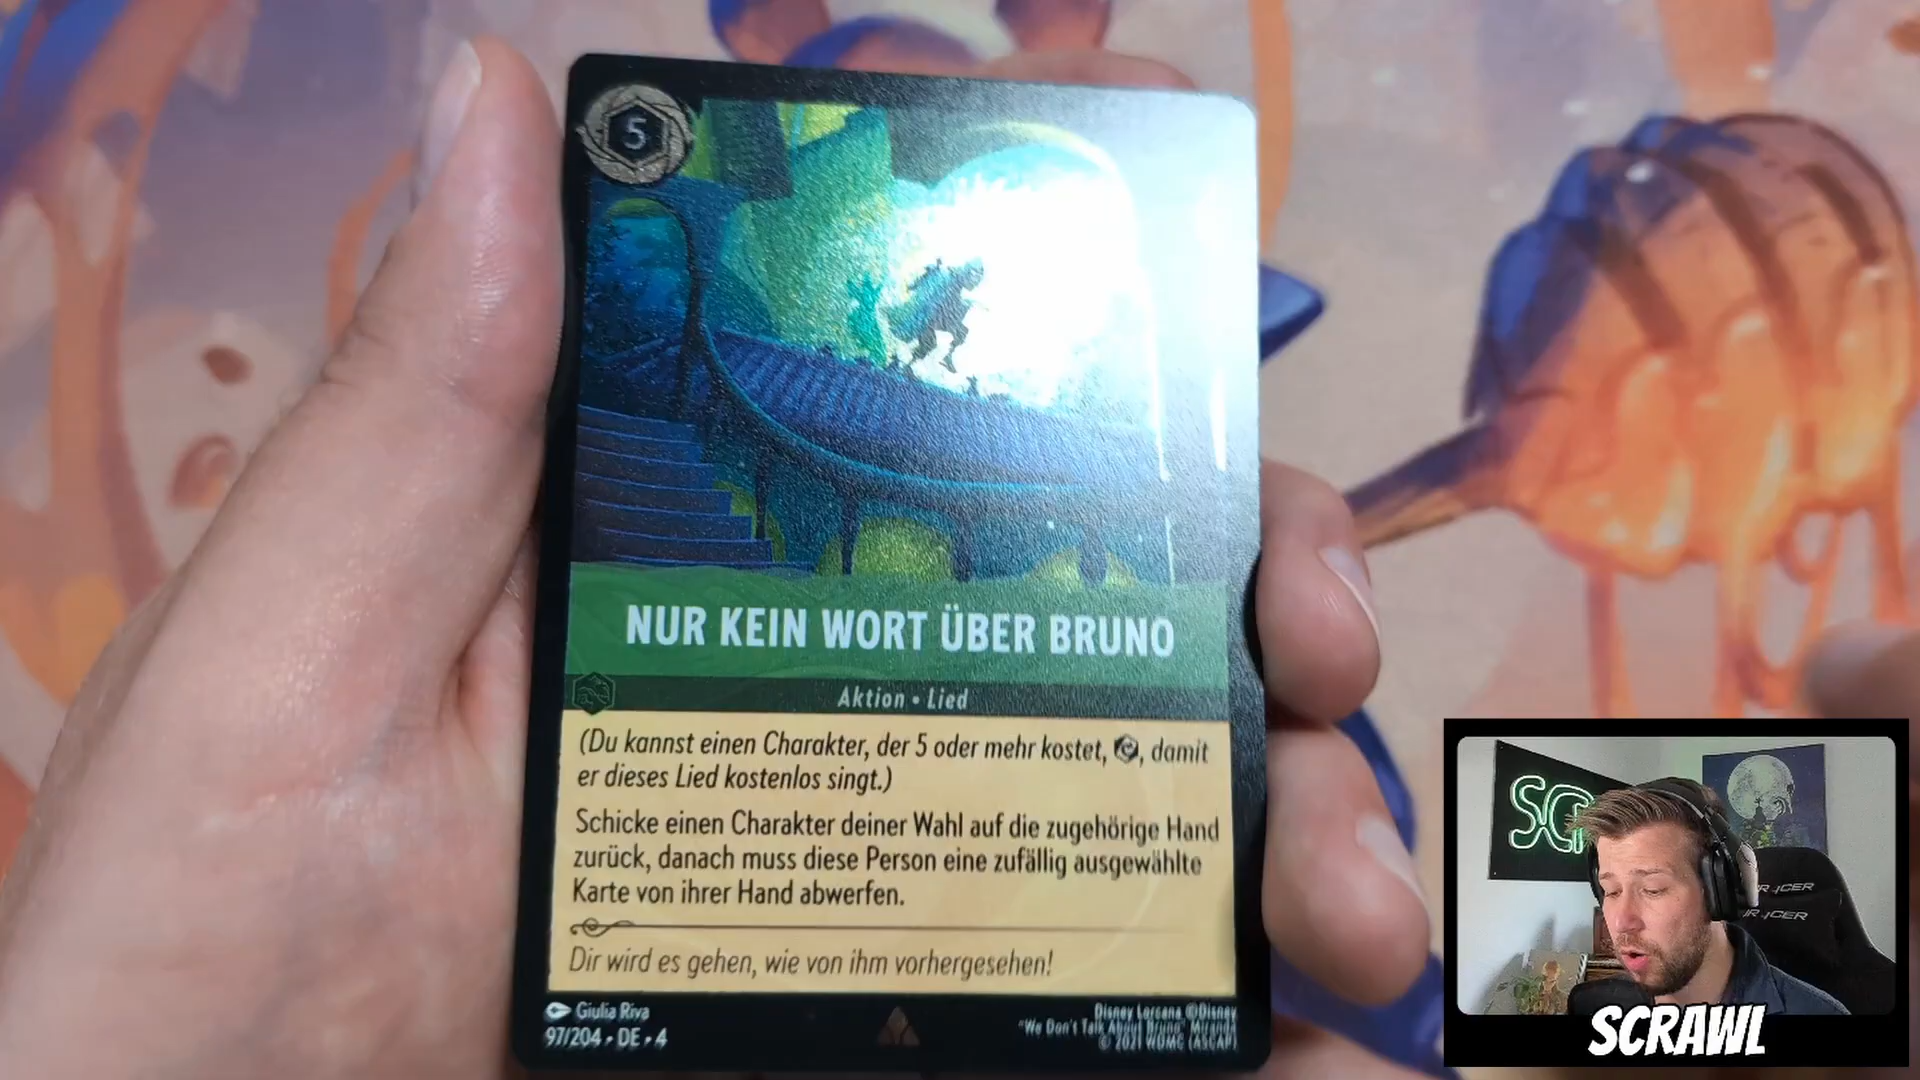 5
NUR KEIN WORT ÜBER BRUNO
Aktion • Lied
(Du kannst einen Charakter, der 5 oder mehr kostet, , damit
er dieses Lied kostenlos singt.)
Schicke einen Charakter deiner Wahl auf die zugehörige Hand
zurück, danach muss diese Person eine zufällig ausgewählte
Karte von ihrer Hand abwerfen.
Dir wird es gehen, wie von ihm vorhergesehen!
Giulia Riva
97/204 • DE • 4
Disney Lorcana ©Disney
"We Don't Talk About Bruno" Miranda
© 2021 WDMC (ASCAP)
SCRAWL